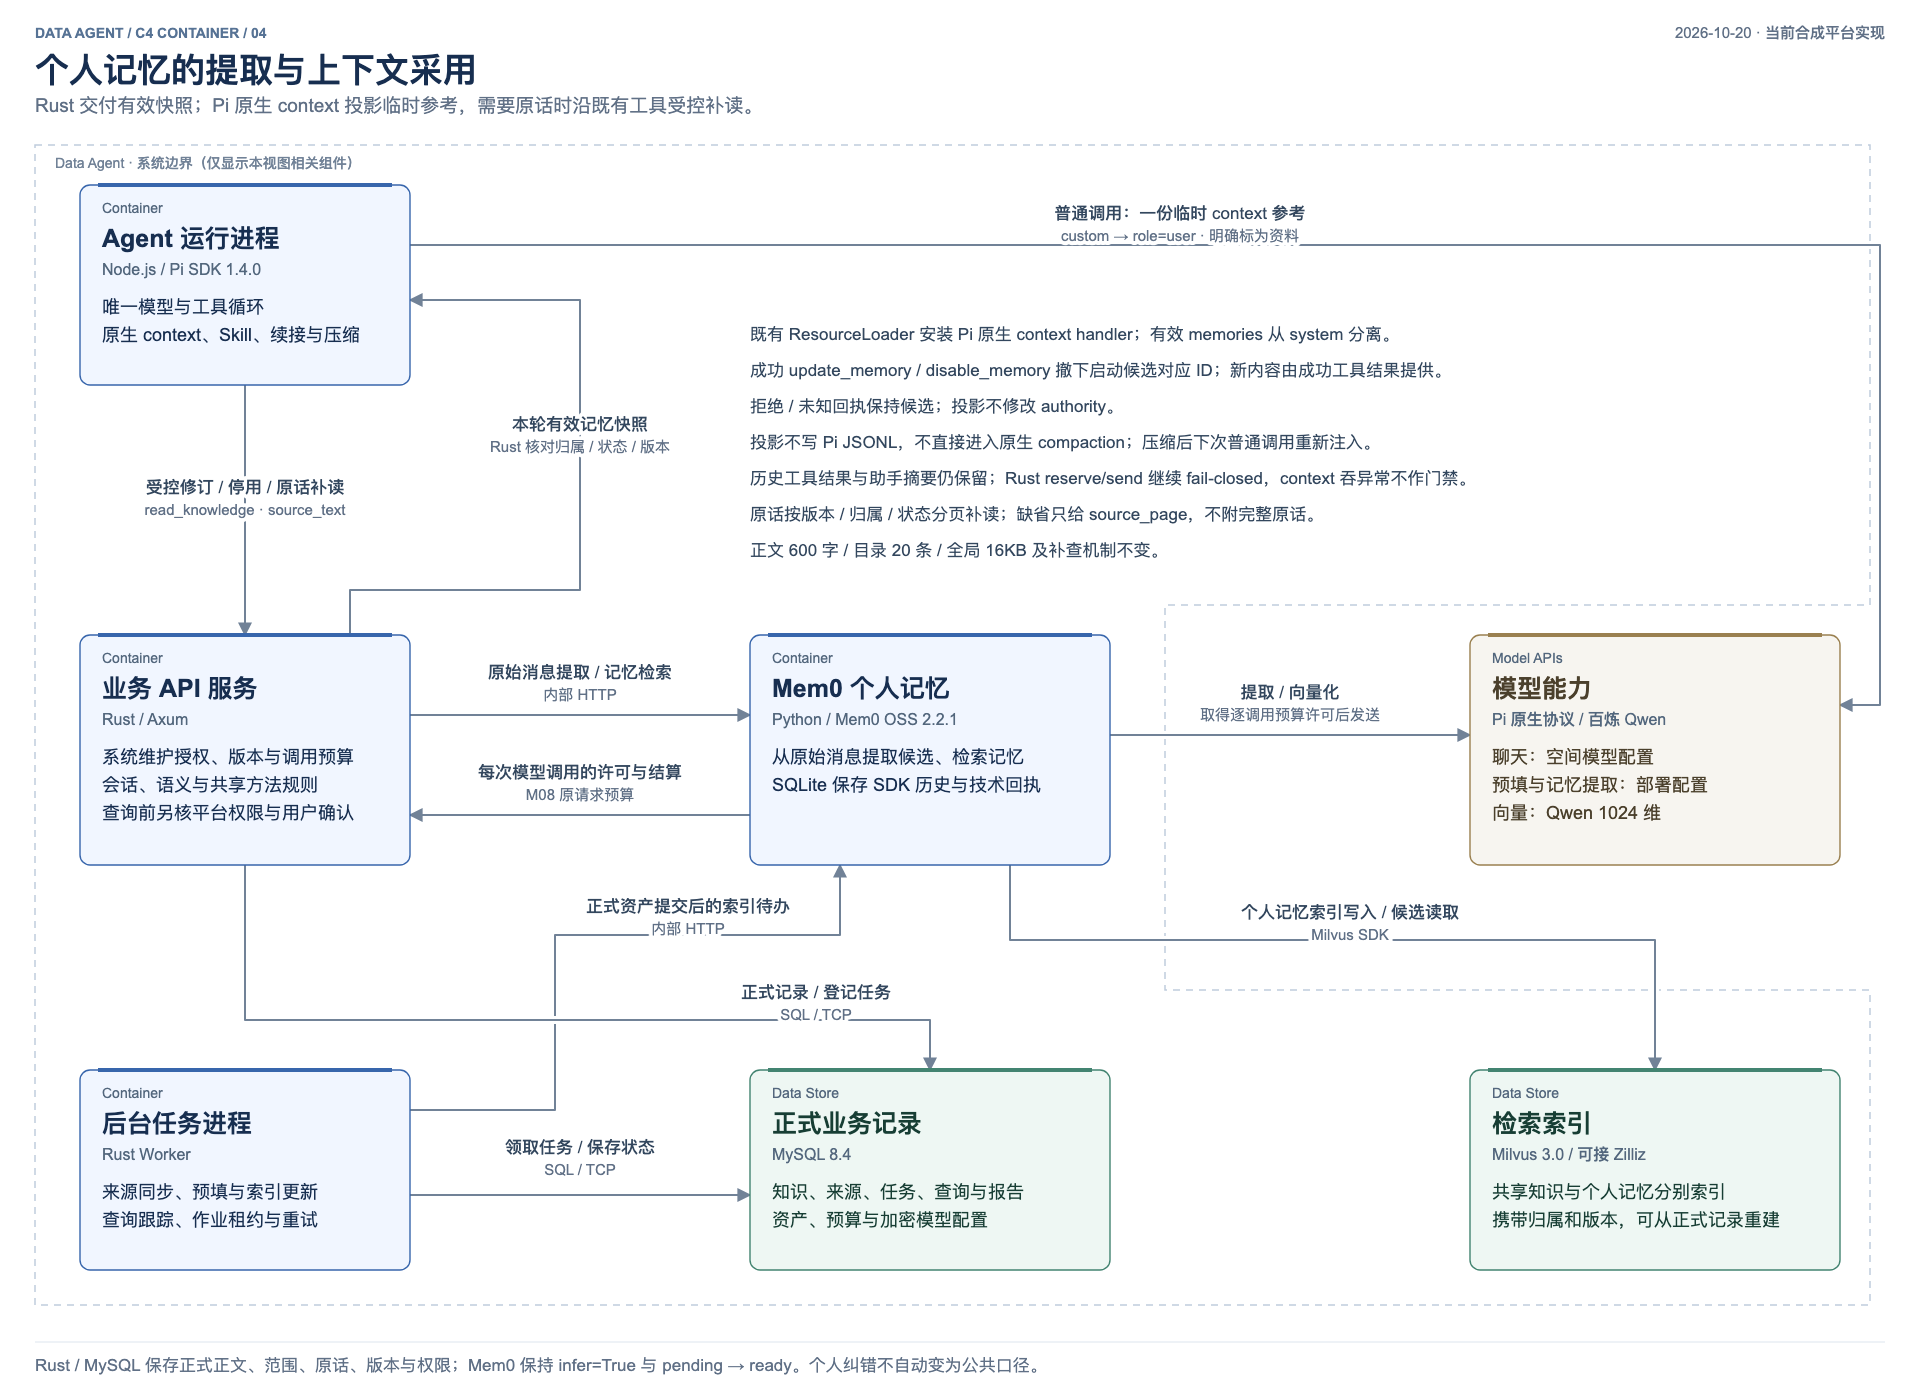 DATA AGENT / C4 CONTAINER / 04
2026-10-20 · 当前合成平台实现
个人记忆的提取与上下文采用
Rust 交付有效快照；Pi 原生 context 投影临时参考，需要原话时沿既有工具受控补读。
Data Agent · 系统边界（仅显示本视图相关组件）
Container
Agent 运行进程
Node.js / Pi SDK 1.4.0
唯一模型与工具循环
原生 context、Skill、续接与压缩
普通调用：一份临时 context 参考
custom → role=user · 明确标为资料
既有 ResourceLoader 安装 Pi 原生 context handler；有效 memories 从 system 分离。
成功 update_memory / disable_memory 撤下启动候选对应 ID；新内容由成功工具结果提供。
拒绝 / 未知回执保持候选；投影不修改 authority。
投影不写 Pi JSONL，不直接进入原生 compaction；压缩后下次普通调用重新注入。
历史工具结果与助手摘要仍保留；Rust reserve/send 继续 fail-closed，context 吞异常不作门禁。
原话按版本 / 归属 / 状态分页补读；缺省只给 source_page，不附完整原话。
正文 600 字 / 目录 20 条 / 全局 16KB 及补查机制不变。
本轮有效记忆快照
Rust 核对归属 / 状态 / 版本
受控修订 / 停用 / 原话补读
read_knowledge · source_text
Container
业务 API 服务
Rust / Axum
系统维护授权、版本与调用预算
会话、语义与共享方法规则
查询前另核平台权限与用户确认
原始消息提取 / 记忆检索
内部 HTTP
每次模型调用的许可与结算
M08 原请求预算
Container
Mem0 个人记忆
Python / Mem0 OSS 2.2.1
从原始消息提取候选、检索记忆
SQLite 保存 SDK 历史与技术回执
提取 / 向量化
取得逐调用预算许可后发送
Model APIs
模型能力
Pi 原生协议 / 百炼 Qwen
聊天：空间模型配置
预填与记忆提取：部署配置
向量：Qwen 1024 维
正式资产提交后的索引待办
内部 HTTP
个人记忆索引写入 / 候选读取
Milvus SDK
正式记录 / 登记任务
SQL / TCP
Container
后台任务进程
Rust Worker
来源同步、预填与索引更新
查询跟踪、作业租约与重试
领取任务 / 保存状态
SQL / TCP
Data Store
正式业务记录
MySQL 8.4
知识、来源、任务、查询与报告
资产、预算与加密模型配置
Data Store
检索索引
Milvus 3.0 / 可接 Zilliz
共享知识与个人记忆分别索引
携带归属和版本，可从正式记录重建
Rust / MySQL 保存正式正文、范围、原话、版本与权限；Mem0 保持 infer=True 与 pending → ready。个人纠错不自动变为公共口径。